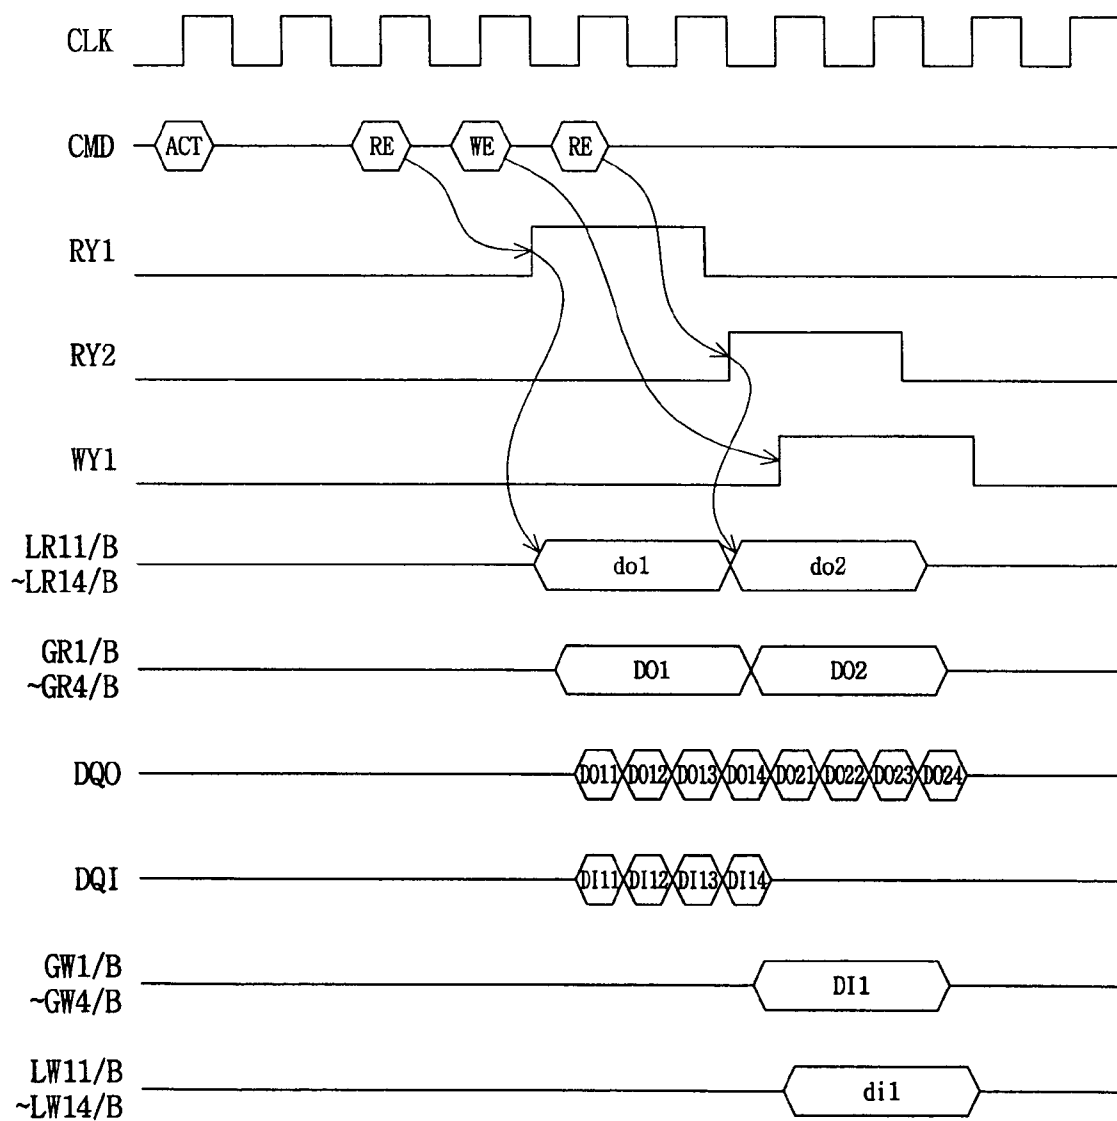 CLK
CMD ACT RE WE RE
RY1
RY2
WY1
LR11/B
~LR14/B do1 do2
GR1/B
~GR4/B DO1 DO2
DQO DO11 DO12 DO13 DO14 DO21 DO22 DO23 DO24
DQI DI11 DI12 DI13 DI14
GW1/B
~GW4/B DI1
LW11/B
~LW14/B di1